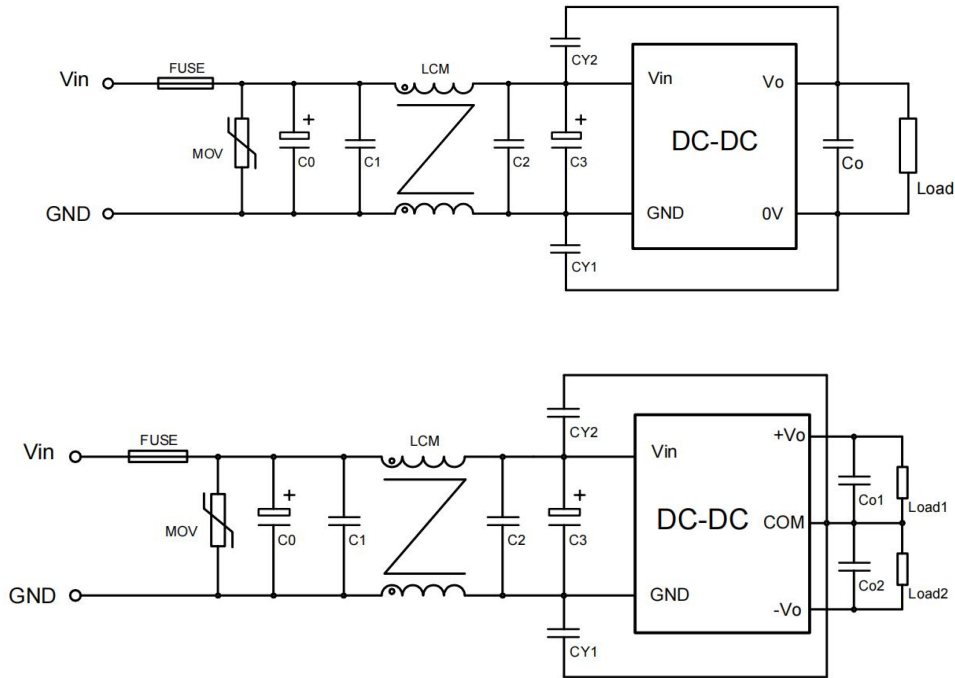 CY2
FUSE
LCM
Vin
Vin
Vo
+
+
MOV
C0
C1
C2
C3
DC-DC
Co
Load
GND
GND
0V
CY1
CY2
FUSE
LCM
+Vo
Vin
Vin
+
+
Co1
Load1
MOV
C0
C1
C2
C3
DC-DC
COM
Co2
Load2
GND
GND
-Vo
CY1